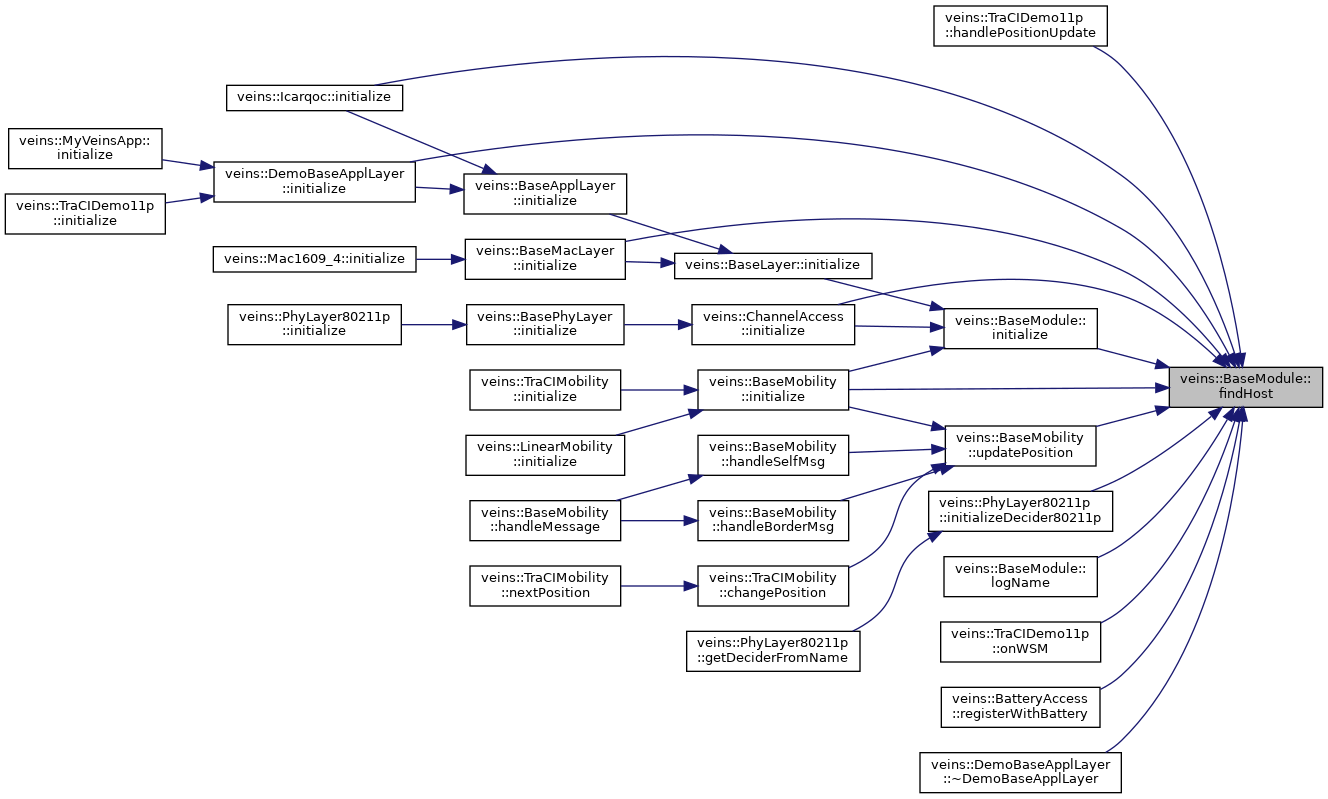 veins::TraCIDemo11p
::handlePositionUpdate
veins::Icarqoc::initialize
veins::MyVeinsApp::
initialize
veins::DemoBaseApplLayer
::initialize
veins::BaseApplLayer
::initialize
veins::TraCIDemo11p
::initialize
veins::BaseMacLayer
::initialize
veins::Mac1609_4::initialize
veins::BaseLayer::initialize
veins::PhyLayer80211p
::initialize
veins::BasePhyLayer
::initialize
veins::ChannelAccess
::initialize
veins::BaseModule::
initialize
veins::BaseModule::
findHost
veins::TraCIMobility
::initialize
veins::BaseMobility
::initialize
veins::LinearMobility
::initialize
veins::BaseMobility
::handleSelfMsg
veins::BaseMobility
::updatePosition
veins::BaseMobility
::handleMessage
veins::BaseMobility
::handleBorderMsg
veins::PhyLayer80211p
::initializeDecider80211p
veins::TraCIMobility
::nextPosition
veins::TraCIMobility
::changePosition
veins::BaseModule::
logName
veins::PhyLayer80211p
::getDeciderFromName
veins::TraCIDemo11p
::onWSM
veins::BatteryAccess
::registerWithBattery
veins::DemoBaseApplLayer
::~DemoBaseApplLayer